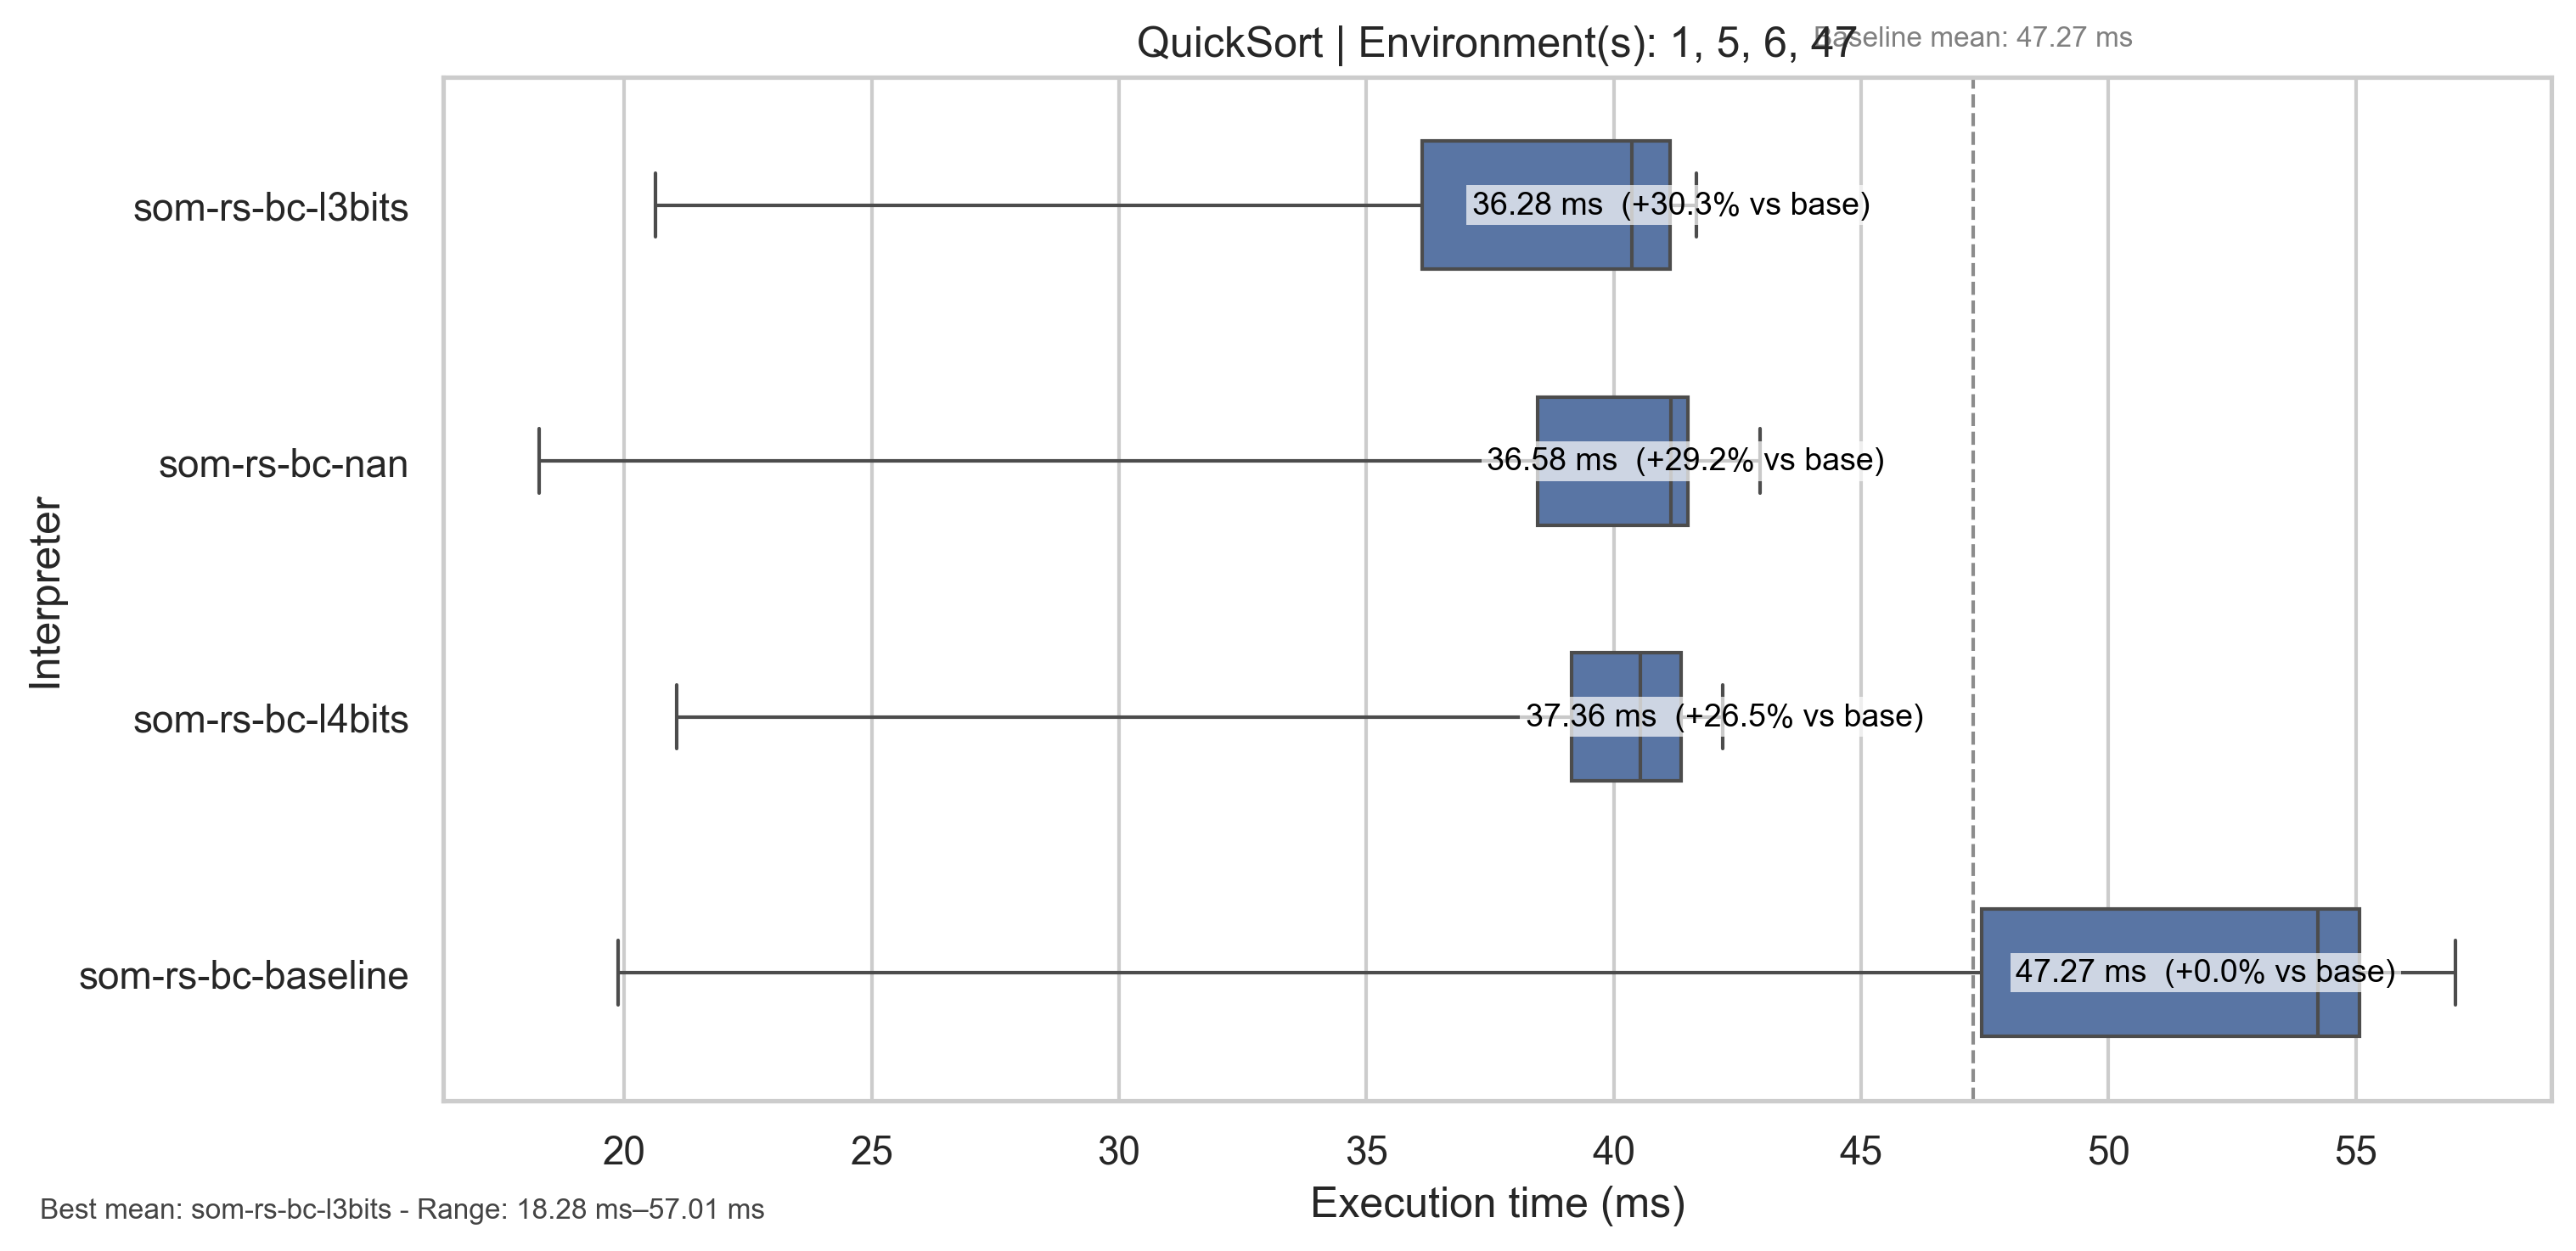 QuickSort | Environment(s): 1, 5, 6, 47
Baseline mean: 47.27 ms
som-rs-bc-l3bits
36.28 ms (+30.3% vs base)
som-rs-bc-nan
36.58 ms (+29.2% vs base)
som-rs-bc-l4bits
37.36 ms (+26.5% vs base)
som-rs-bc-baseline
47.27 ms (+0.0% vs base)
Interpreter
20 25 30 35 40 45 50 55
Execution time (ms)
Best mean: som-rs-bc-l3bits - Range: 18.28 ms–57.01 ms